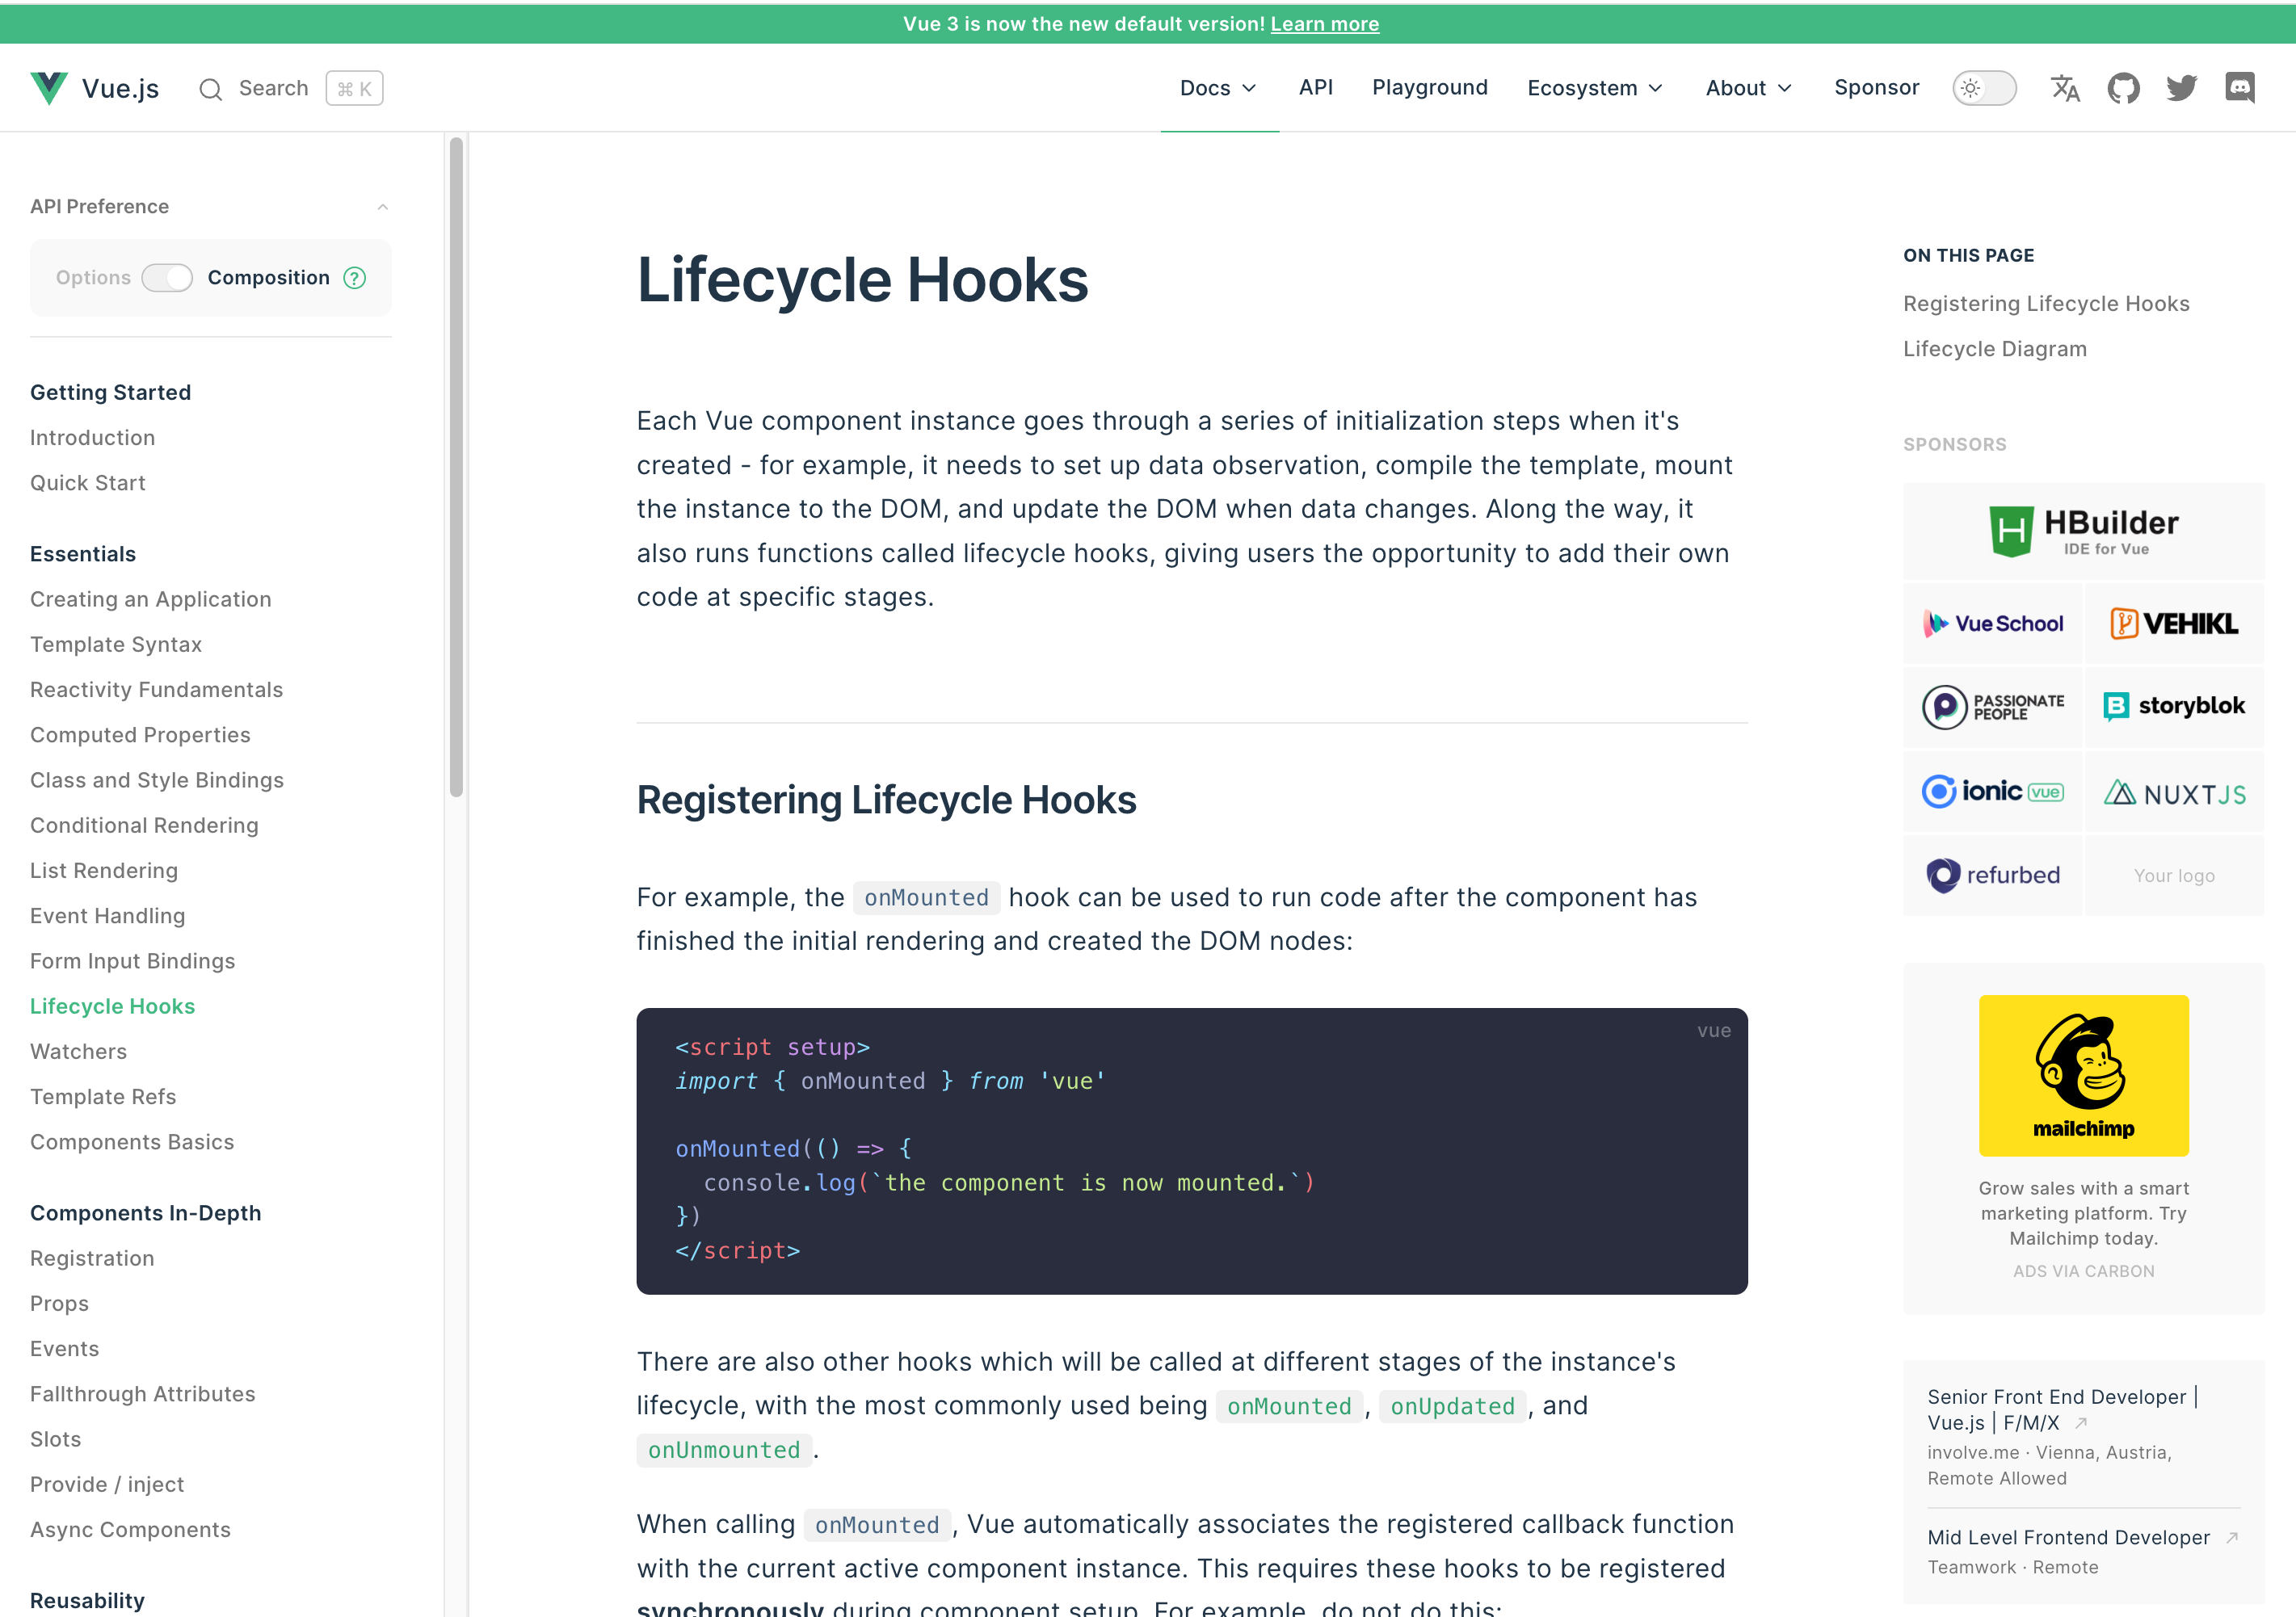 Vue 3 is now the new default version! Learn more
Vue.js Search ⌘ K Docs API Playground Ecosystem About Sponsor
API Preference
Options Composition ?
Getting Started
Introduction
Quick Start
Essentials
Creating an Application
Template Syntax
Reactivity Fundamentals
Computed Properties
Class and Style Bindings
Conditional Rendering
List Rendering
Event Handling
Form Input Bindings
Lifecycle Hooks
Watchers
Template Refs
Components Basics
Components In-Depth
Registration
Props
Events
Fallthrough Attributes
Slots
Provide / inject
Async Components
Reusability
Lifecycle Hooks
Each Vue component instance goes through a series of initialization steps when it's
created - for example, it needs to set up data observation, compile the template, mount
the instance to the DOM, and update the DOM when data changes. Along the way, it
also runs functions called lifecycle hooks, giving users the opportunity to add their own
code at specific stages.
Registering Lifecycle Hooks
For example, the onMounted hook can be used to run code after the component has
finished the initial rendering and created the DOM nodes:
vue
<script setup>
import { onMounted } from 'vue'
onMounted(() => {
  console.log(`the component is now mounted.`)
})
</script>
There are also other hooks which will be called at different stages of the instance's
lifecycle, with the most commonly used being onMounted, onUpdated, and
onUnmounted.
When calling onMounted, Vue automatically associates the registered callback function
with the current active component instance. This requires these hooks to be registered
synchronously during component setup. For example, do not do this:
ON THIS PAGE
Registering Lifecycle Hooks
Lifecycle Diagram
SPONSORS
HBuilder
IDE for Vue
Vue School
VEHIKL
PASSIONATE
PEOPLE
storyblok
ionic vue
NUXTJS
refurbed
Your logo
mailchimp
Grow sales with a smart
marketing platform. Try
Mailchimp today.
ADS VIA CARBON
Senior Front End Developer |
Vue.js | F/M/X
involve.me · Vienna, Austria,
Remote Allowed
Mid Level Frontend Developer
Teamwork · Remote